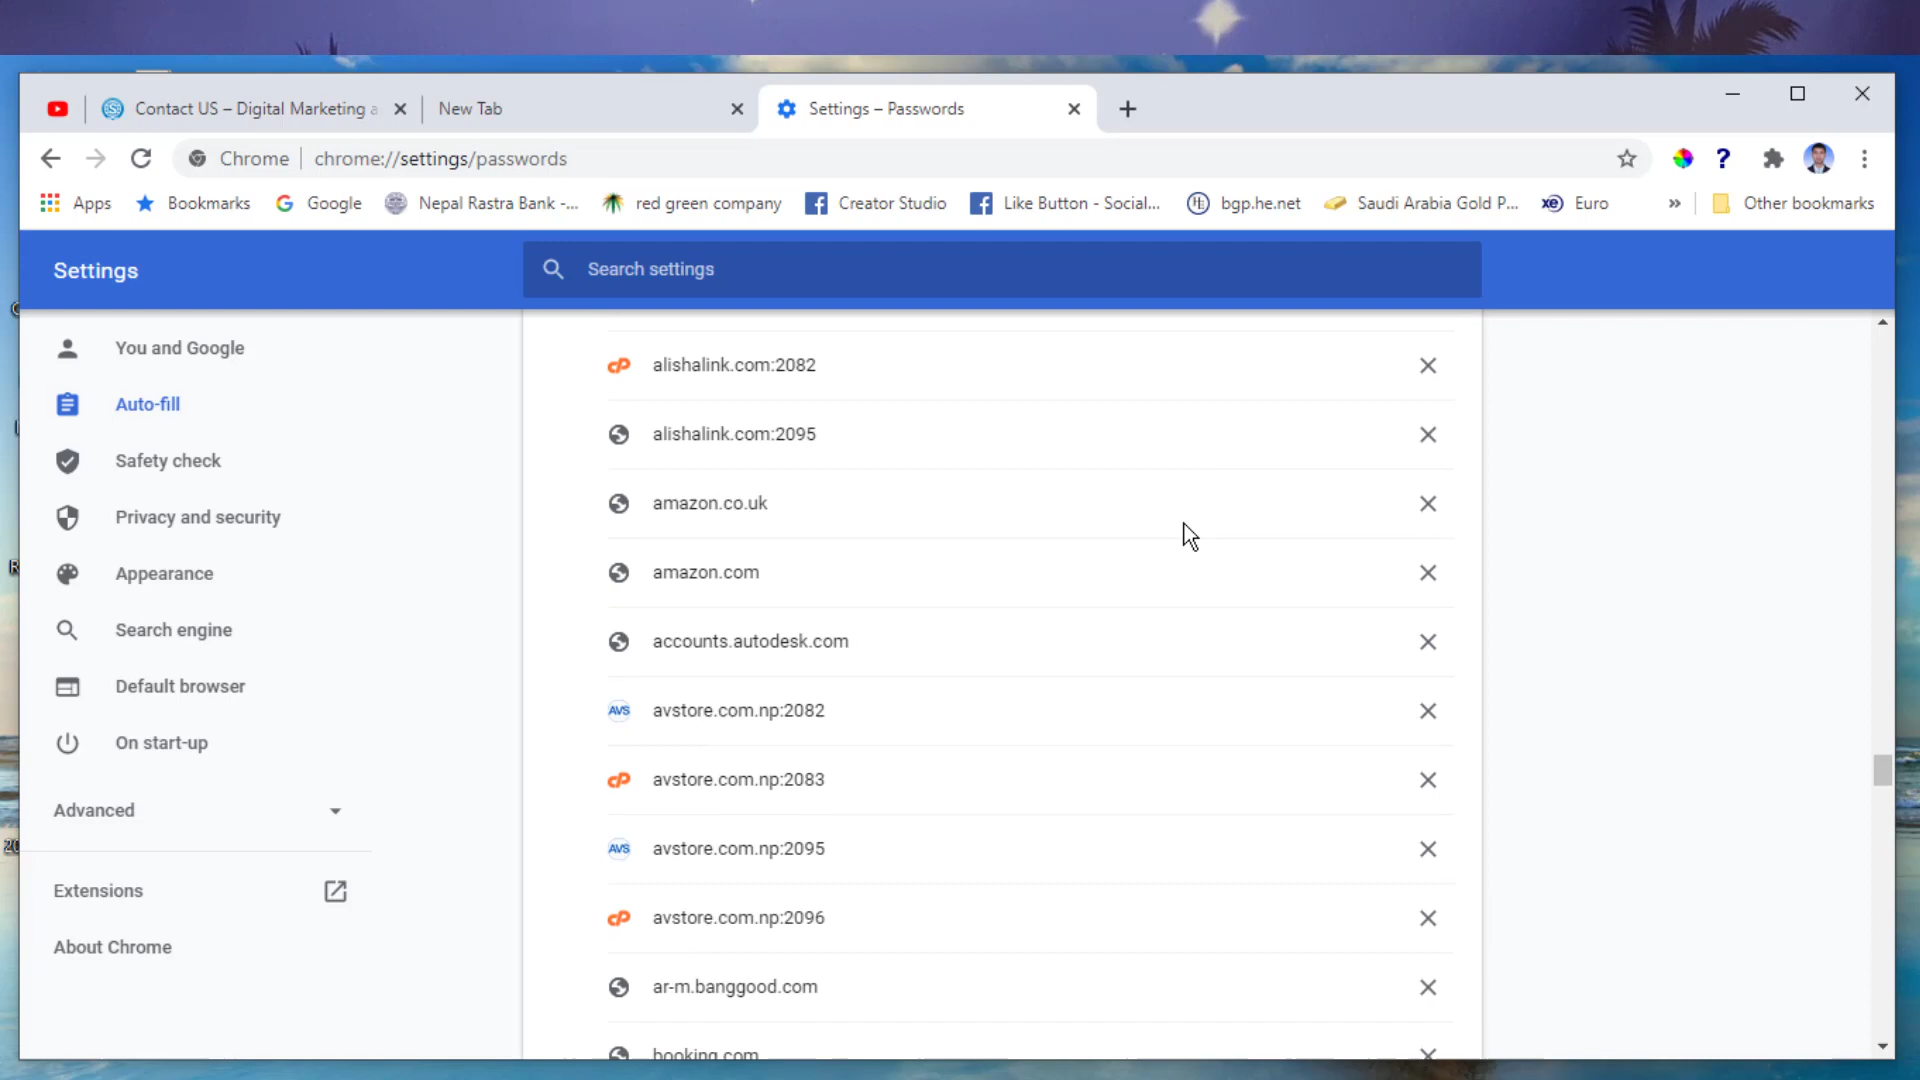 Contact US – Digital Marketing a
New Tab
Settings – Passwords
Chrome
chrome://settings/passwords
Apps
Bookmarks
Google
Nepal Rastra Bank -...
red green company
Creator Studio
Like Button - Social...
bgp.he.net
Saudi Arabia Gold P...
xe Euro
»
Other bookmarks
Settings
Search settings
You and Google
Auto-fill
Safety check
Privacy and security
Appearance
Search engine
Default browser
On start-up
Advanced
Extensions
About Chrome
alishalink.com:2082
alishalink.com:2095
amazon.co.uk
amazon.com
accounts.autodesk.com
AVS avstore.com.np:2082
avstore.com.np:2083
AVS avstore.com.np:2095
avstore.com.np:2096
ar-m.banggood.com
booking.com